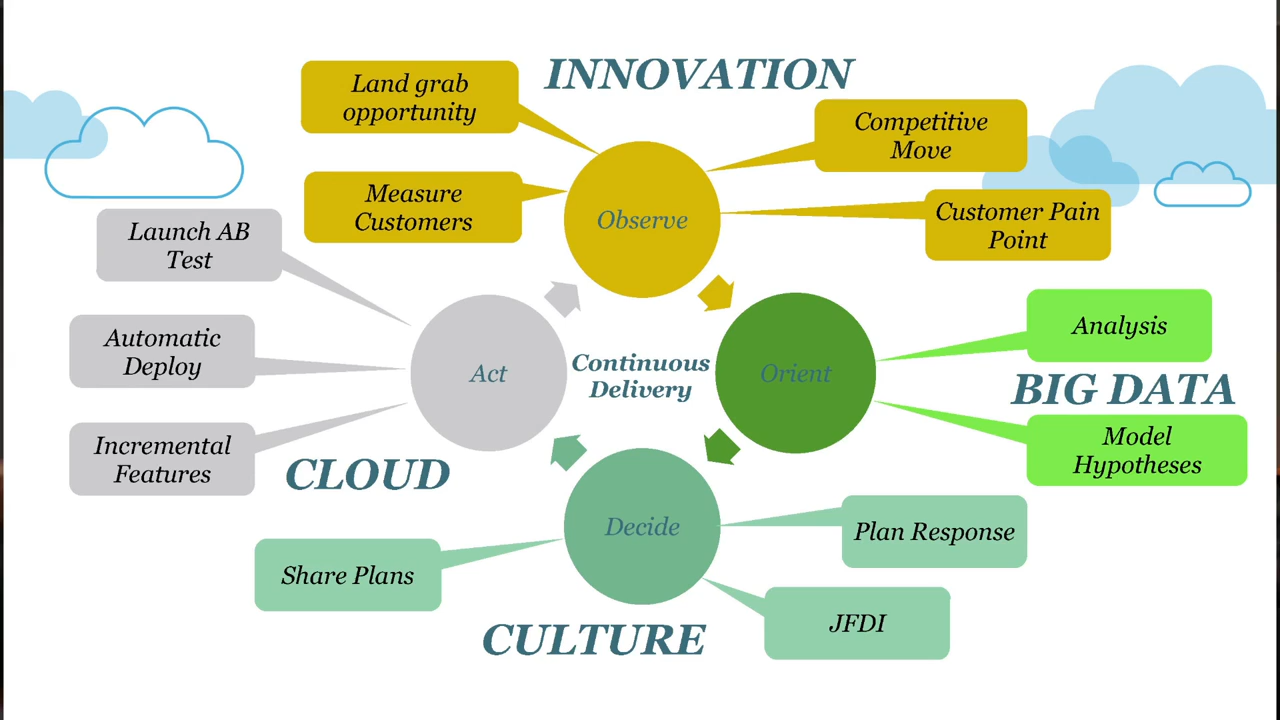 INNOVATION
Land grab
opportunity
Competitive
Move
Measure
Customers
Observe
Customer Pain
Point
Launch AB
Test
Analysis
Automatic
Deploy
Act
Continuous
Delivery
Orient
BIG DATA
Model
Hypotheses
Incremental
Features
CLOUD
Decide
Plan Response
Share Plans
JFDI
CULTURE